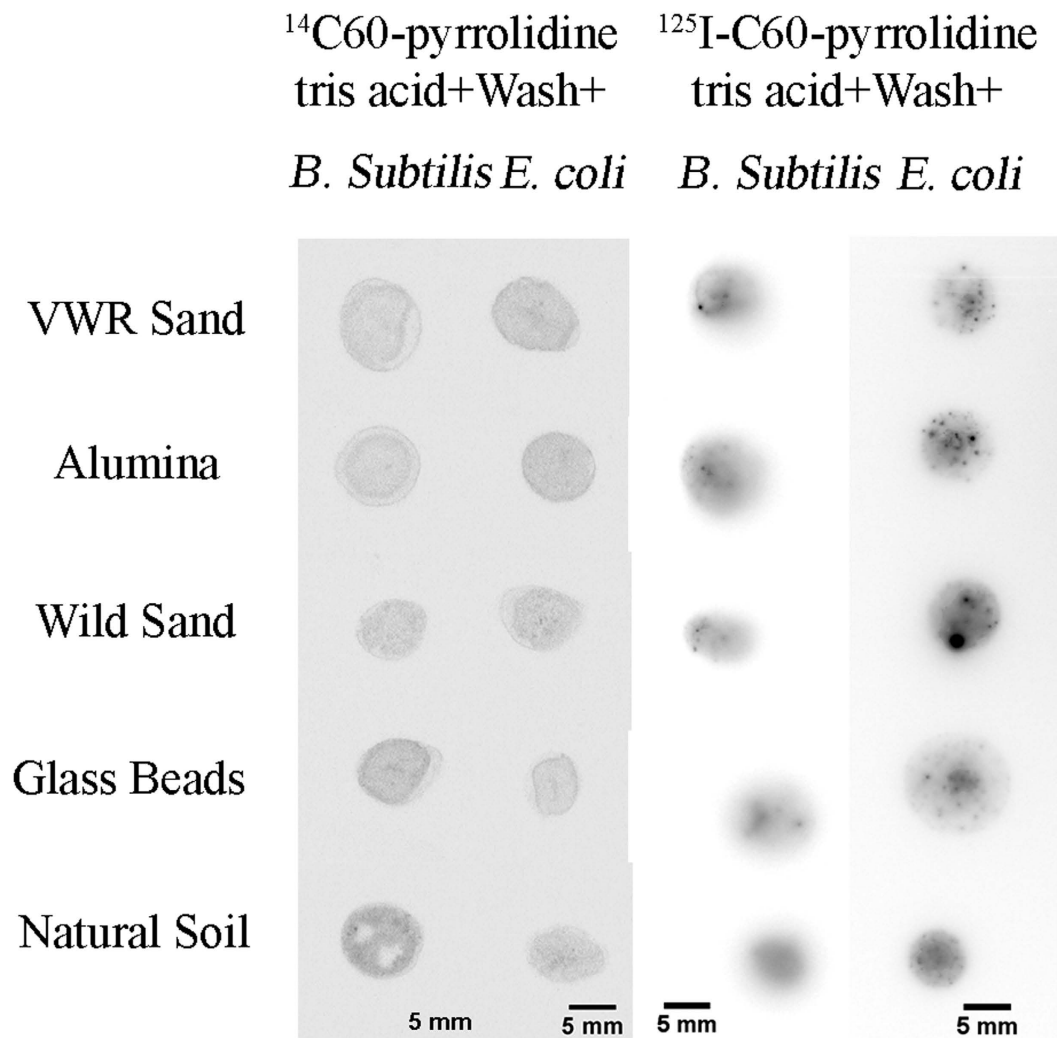 ¹⁴C60-pyrrolidine
tris acid+Wash+
¹²⁵I-C60-pyrrolidine
tris acid+Wash+
B. Subtilis E. coli
B. Subtilis E. coli
VWR Sand
Alumina
Wild Sand
Glass Beads
Natural Soil
5 mm
5 mm
5 mm
5 mm